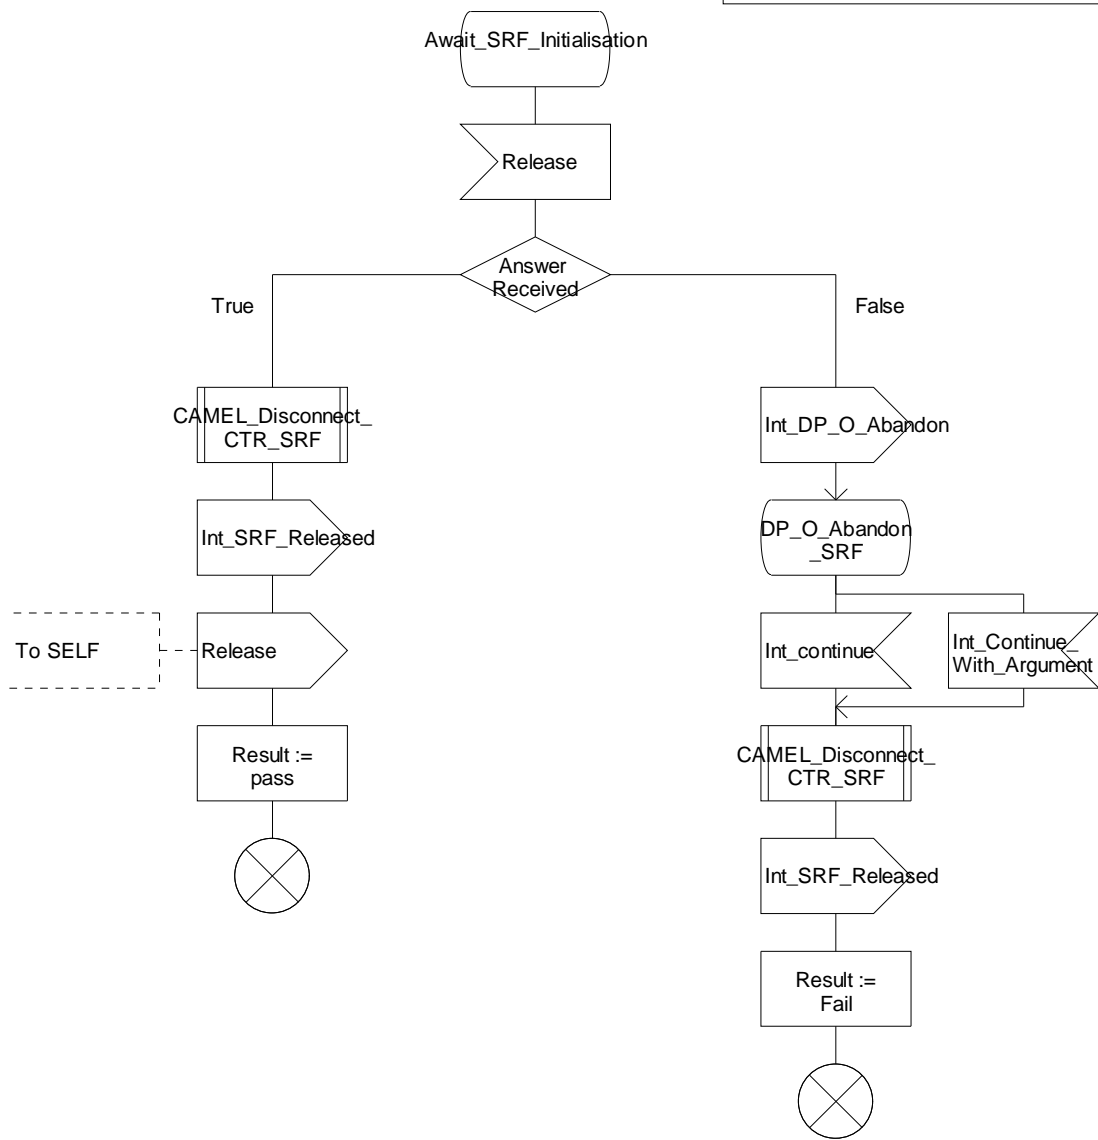 Await_SRF_Initialisation
Release
Answer
Received
True
False
CAMEL_Disconnect_
CTR_SRF
Int_DP_O_Abandon
Int_SRF_Released
DP_O_Abandon
_SRF
To SELF
Release
Int_continue
Int_Continue_
With_Argument
Result :=
pass
CAMEL_Disconnect_
CTR_SRF
Int_SRF_Released
Result :=
Fail